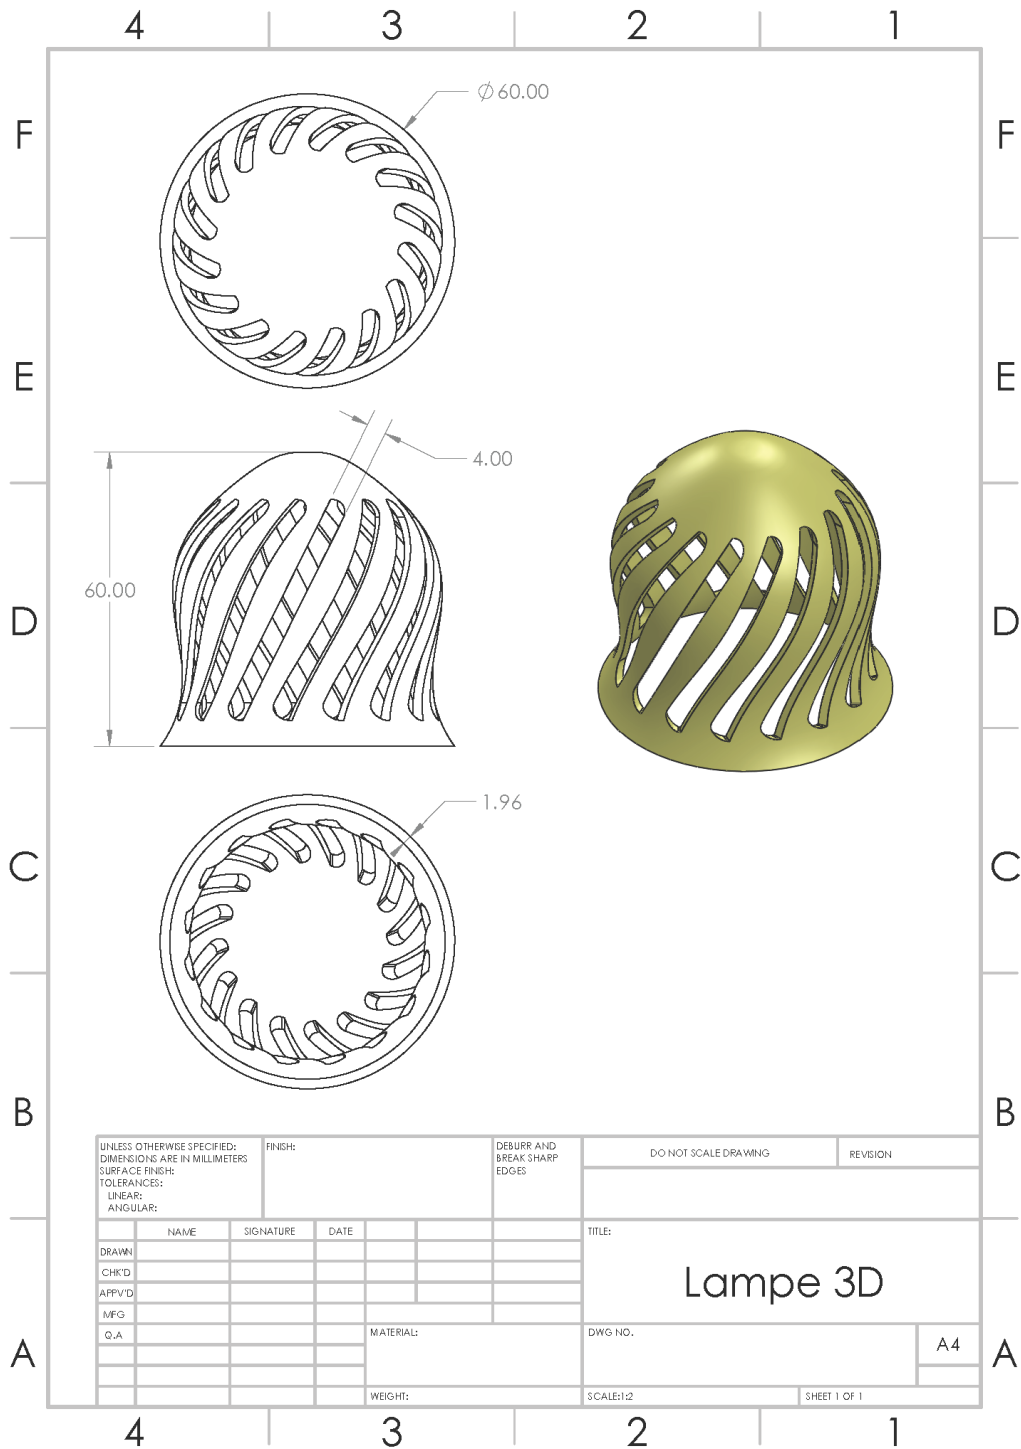 4 3 2 1
F F
E E
D D
C C
B B
A A
⌀60.00
4.00
60.00
1.96
UNLESS OTHERWISE SPECIFIED:
DIMENSIONS ARE IN MILLIMETERS
SURFACE FINISH:
TOLERANCES:
LINEAR:
ANGULAR:
FINISH:
DEBURR AND
BREAK SHARP
EDGES
DO NOT SCALE DRAWING
REVISION
NAME SIGNATURE DATE
DRAWN
CHK'D
APPV'D
MFG
Q.A
TITLE:
Lampe 3D
MATERIAL:
DWG NO.
A4
WEIGHT:
SCALE:1:2
SHEET 1 OF 1
4 3 2 1